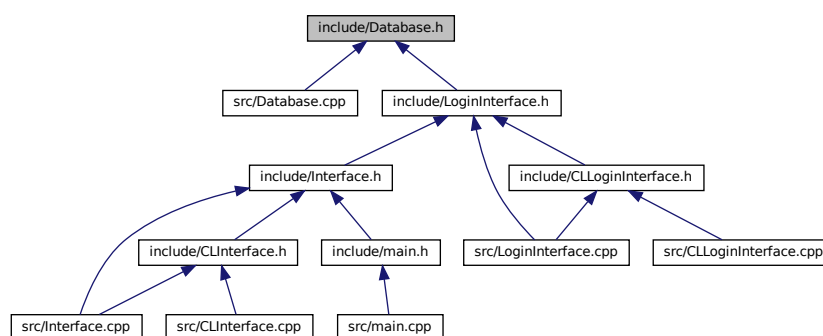 include/Database.h
src/Database.cpp
include/LoginInterface.h
include/Interface.h
include/CLLoginInterface.h
include/CLInterface.h
include/main.h
src/LoginInterface.cpp
src/CLLoginInterface.cpp
src/Interface.cpp
src/CLInterface.cpp
src/main.cpp